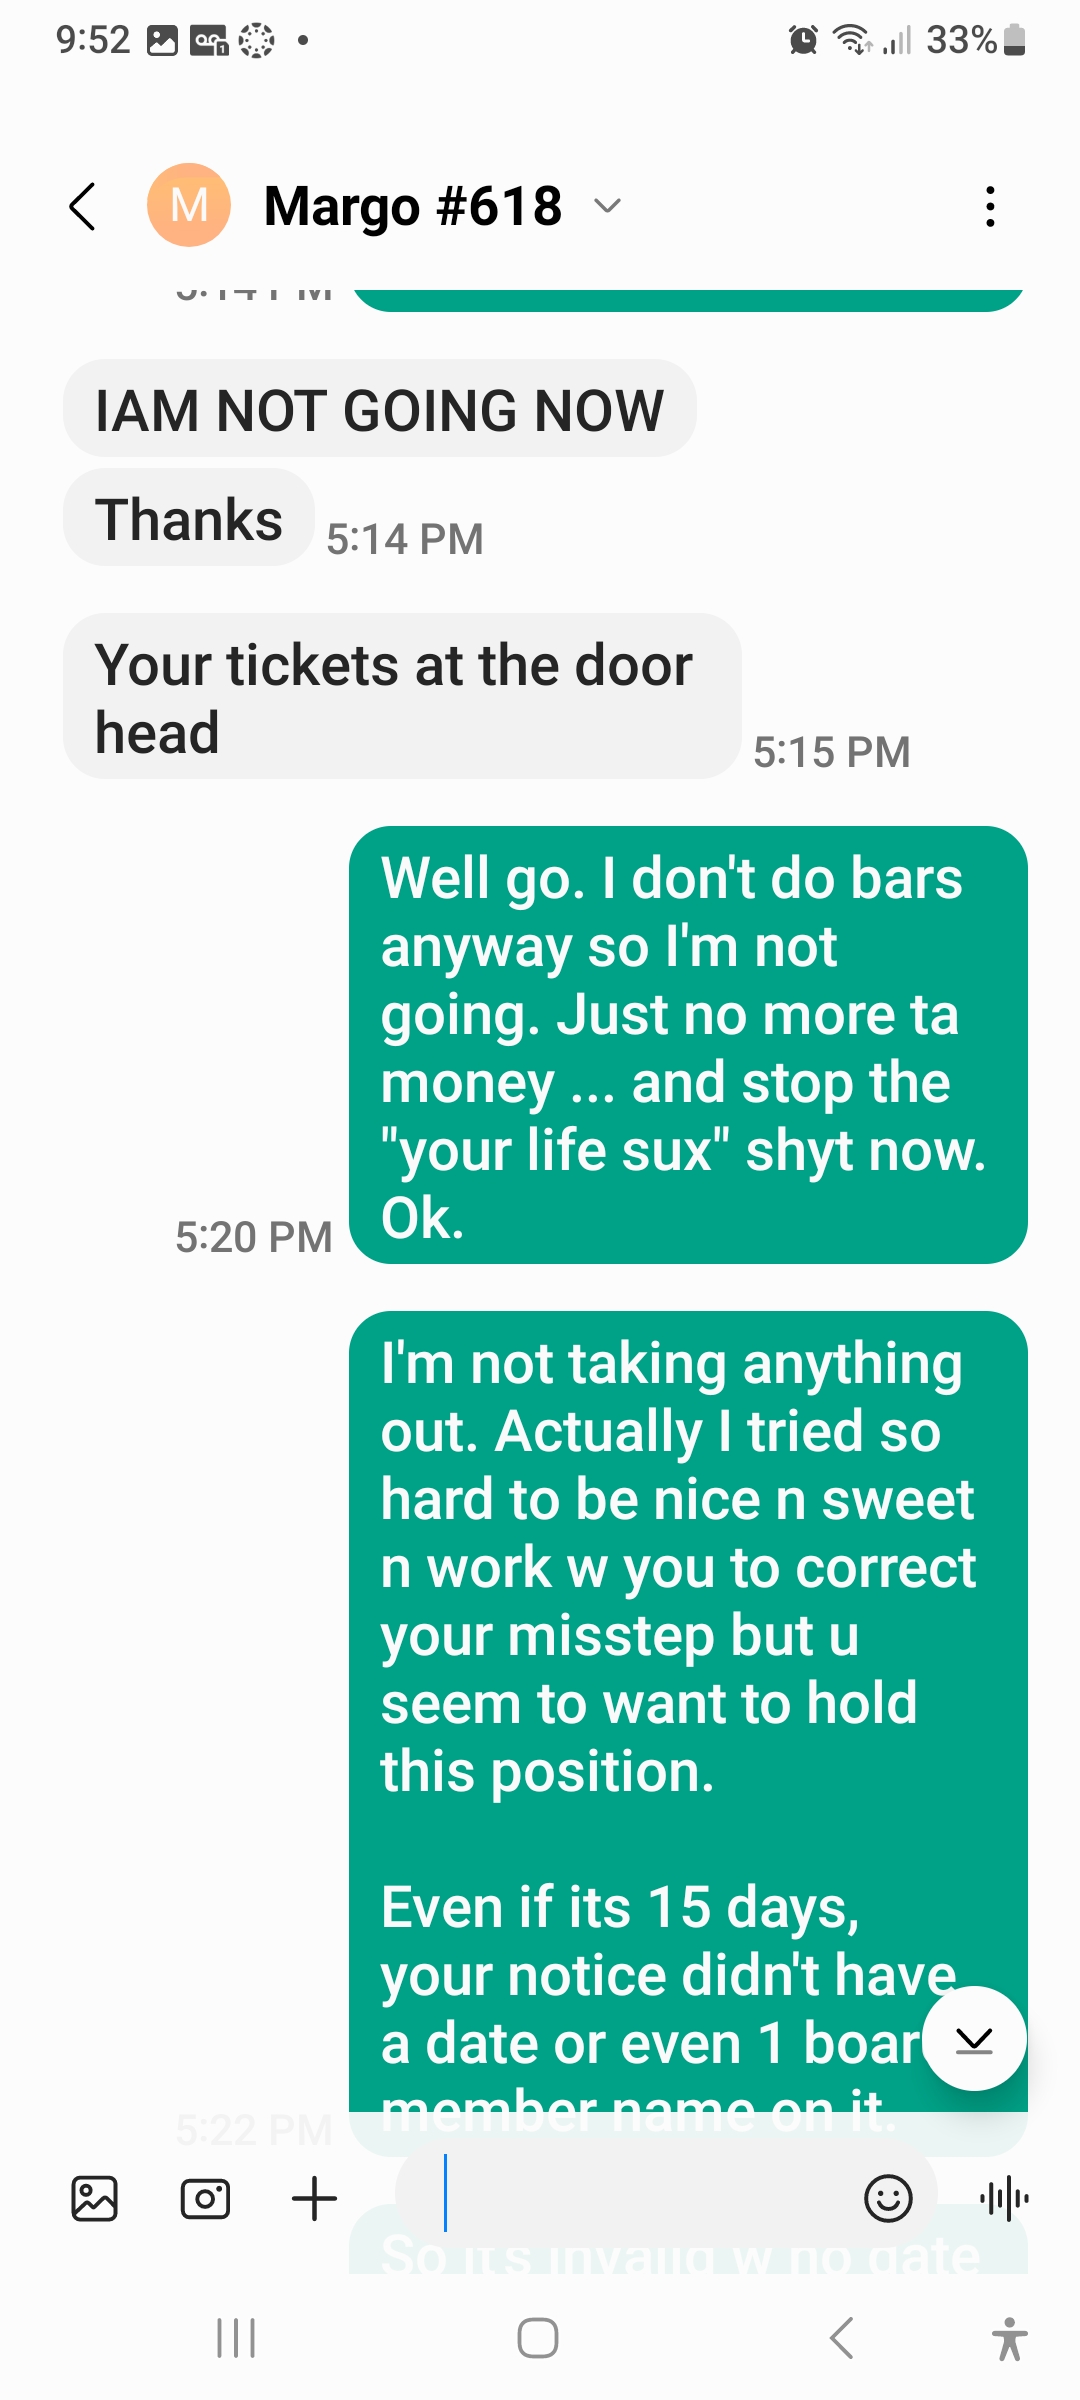 9:52
33%
M
Margo #618
5:14 PM
IAM NOT GOING NOW
Thanks
5:14 PM
Your tickets at the door
head
5:15 PM
Well go. I don't do bars
anyway so I'm not
going. Just no more ta
money ... and stop the
"your life sux" shyt now.
Ok.
5:20 PM
I'm not taking anything
out. Actually I tried so
hard to be nice n sweet
n work w you to correct
your misstep but u
seem to want to hold
this position.
Even if its 15 days,
your notice didn't have
a date or even 1 boar
member name on it.
5:22 PM
So it's invalid w no date